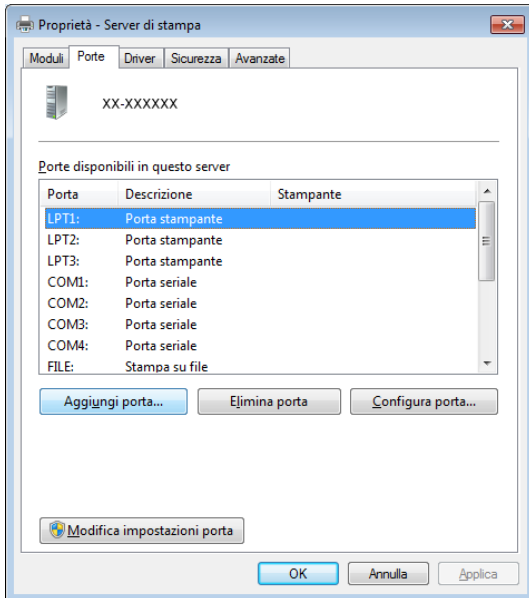 Proprietà - Server di stampa
Moduli Porte Driver Sicurezza Avanzate
XX-XXXXXX
Porte disponibili in questo server
Porta Descrizione Stampante
LPT1: Porta stampante
LPT2: Porta stampante
LPT3: Porta stampante
COM1: Porta seriale
COM2: Porta seriale
COM3: Porta seriale
COM4: Porta seriale
FILE: Stampa su file
Aggiungi porta... Elimina porta Configura porta...
Modifica impostazioni porta
OK Annulla Applica